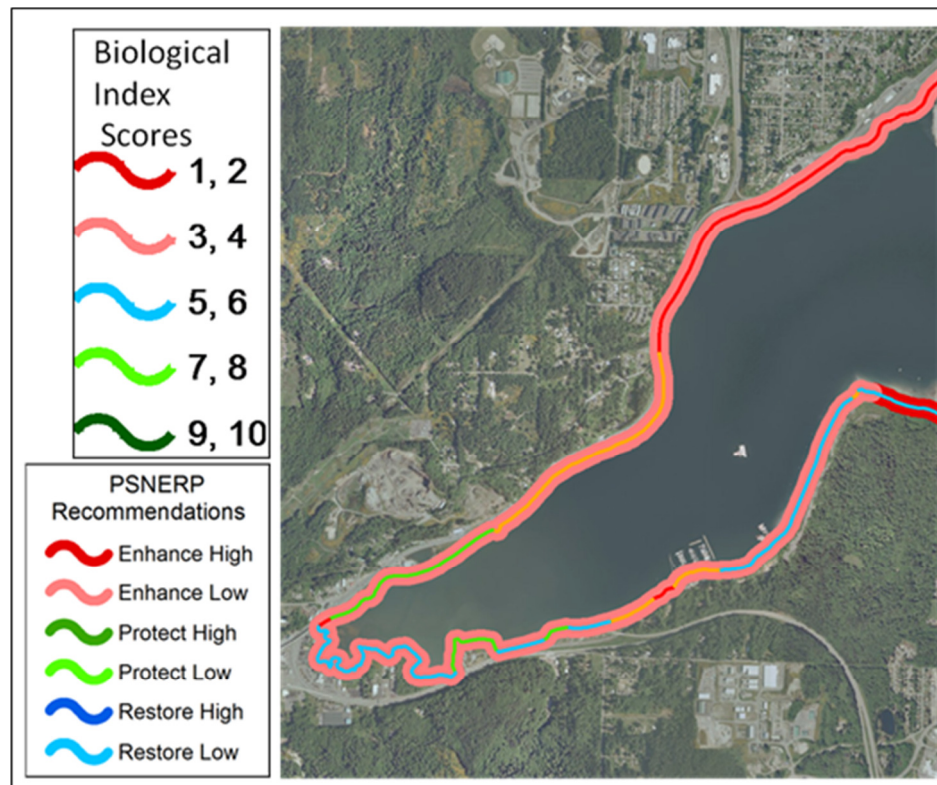 Biological
Index
Scores
1, 2
3, 4
5, 6
7, 8
9, 10
PSNERP
Recommendations
Enhance High
Enhance Low
Protect High
Protect Low
Restore High
Restore Low